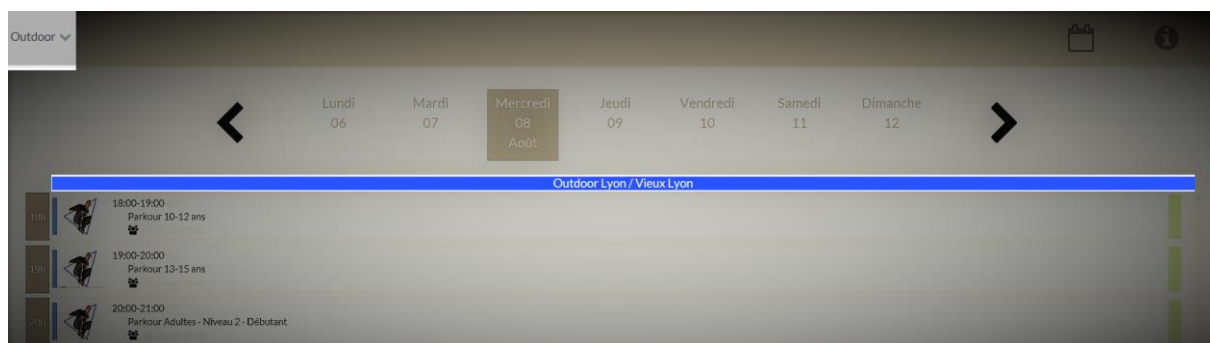 Outdoor
Lundi
06
Mardi
07
Mercredi
08
Août
Jeudi
09
Vendredi
10
Samedi
11
Dimanche
12
Outdoor Lyon / Vieux Lyon
18h
18:00-19:00
Parkour 10-12 ans
19h
19:00-20:00
Parkour 13-15 ans
20h
20:00-21:00
Parkour Adultes - Niveau 2 - Débutant